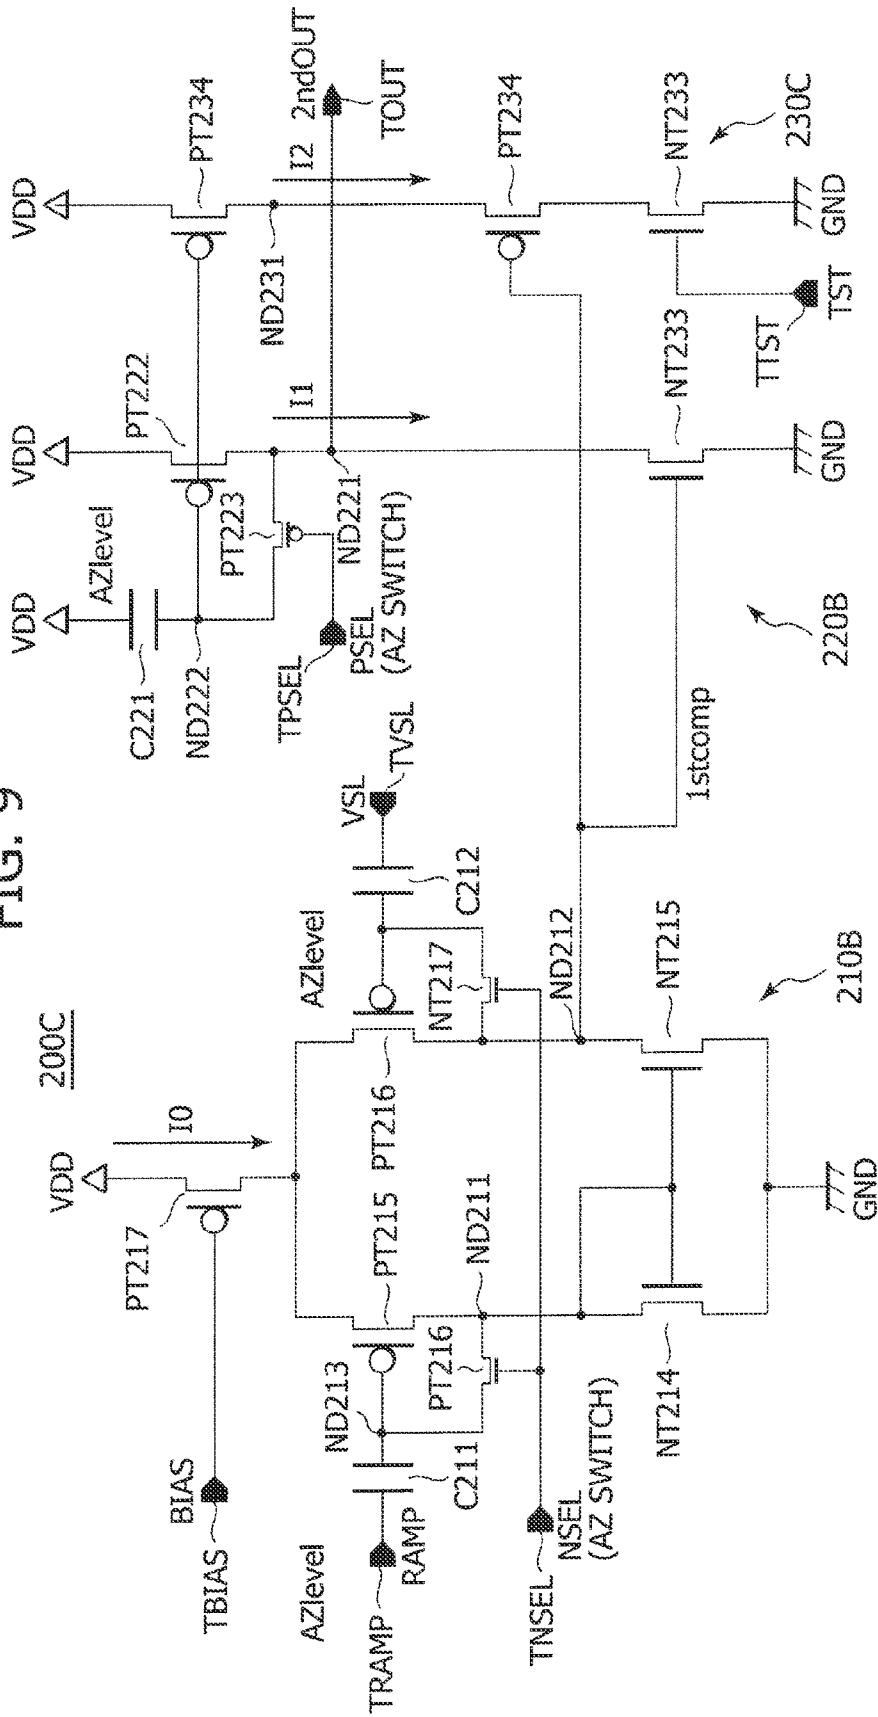 FIG. 9
200C
VDD
I0
PT217
BIAS
TBIAS
AZlevel
TRAMP
RAMP
C211
ND213
PT215
PT216
AZlevel
VSL
TVSL
C212
ND211
PT216
NT217
ND212
TNSEL
NSEL
(AZ SWITCH)
NT214
NT215
GND
210B
1stcomp
VDD
AZlevel
C221
ND222
VDD
PT222
PT223
TPSEL
PSEL
(AZ SWITCH)
ND221
I1
NT233
GND
220B
VDD
PT234
ND231
I2
2ndOUT
TOUT
PT234
NT233
TTST
TST
GND
230C